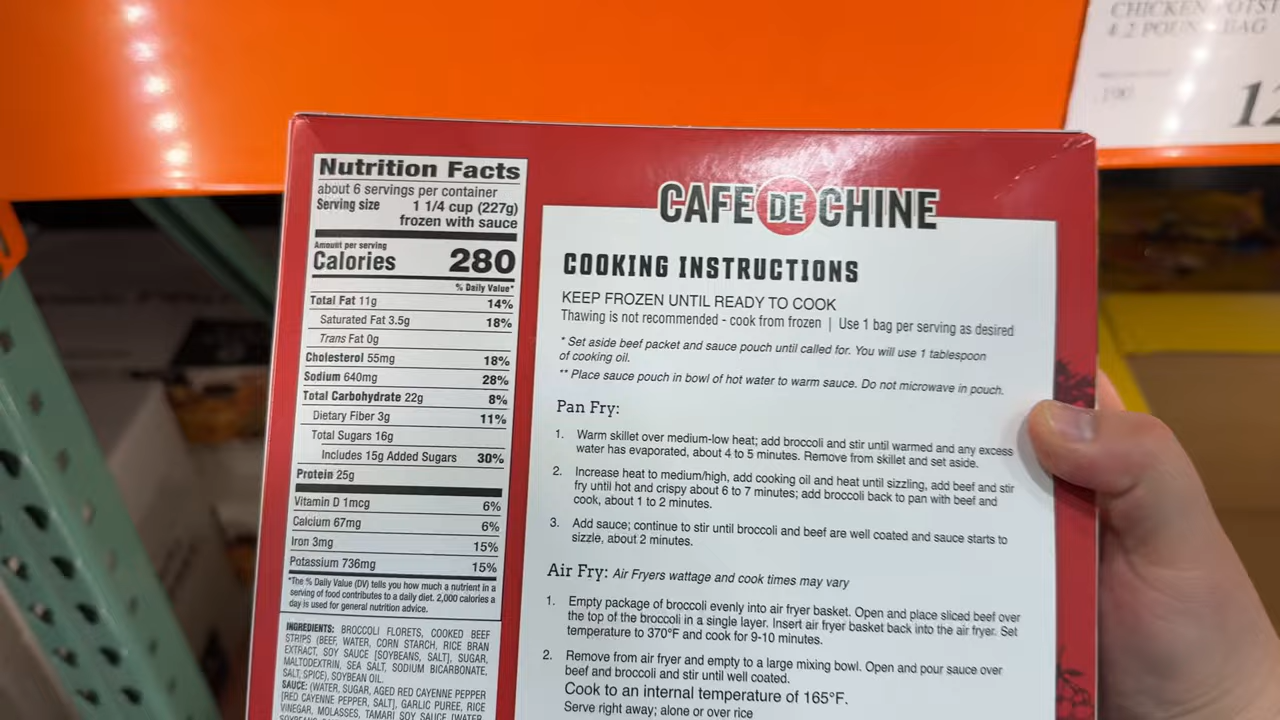 CHICKEN POTST
4.2 POUND BAG
12
Nutrition Facts
about 6 servings per container
Serving size 1 1/4 cup (227g)
frozen with sauce
Amount per serving
Calories 280
% Daily Value*
Total Fat 11g 14%
Saturated Fat 3.5g 18%
Trans Fat 0g
Cholesterol 55mg 18%
Sodium 640mg 28%
Total Carbohydrate 22g 8%
Dietary Fiber 3g 11%
Total Sugars 16g
Includes 15g Added Sugars 30%
Protein 25g
Vitamin D 1mcg 6%
Calcium 67mg 6%
Iron 3mg 15%
Potassium 736mg 15%
*The % Daily Value (DV) tells you how much a nutrient in a
serving of food contributes to a daily diet. 2,000 calories a
day is used for general nutrition advice.
INGREDIENTS: BROCCOLI FLORETS, COOKED BEEF
STRIPS (BEEF, WATER, CORN STARCH, RICE BRAN
EXTRACT, SOY SAUCE [SOYBEANS, SALT], SUGAR,
MALTODEXTRIN, SEA SALT, SODIUM BICARBONATE,
SALT, SPICE), SOYBEAN OIL.
SAUCE: (WATER, SUGAR, AGED RED CAYENNE PEPPER
[RED CAYENNE PEPPER, SALT], GARLIC PUREE, RICE
VINEGAR, MOLASSES, TAMARI SOY SAUCE [WATER,
CAFE DE CHINE
COOKING INSTRUCTIONS
KEEP FROZEN UNTIL READY TO COOK
Thawing is not recommended - cook from frozen | Use 1 bag per serving as desired
* Set aside beef packet and sauce pouch until called for. You will use 1 tablespoon
of cooking oil.
** Place sauce pouch in bowl of hot water to warm sauce. Do not microwave in pouch.
Pan Fry:
1. Warm skillet over medium-low heat; add broccoli and stir until warmed and any excess
water has evaporated, about 4 to 5 minutes. Remove from skillet and set aside.
2. Increase heat to medium/high, add cooking oil and heat until sizzling, add beef and stir
fry until hot and crispy about 6 to 7 minutes; add broccoli back to pan with beef and
cook, about 1 to 2 minutes.
3. Add sauce; continue to stir until broccoli and beef are well coated and sauce starts to
sizzle, about 2 minutes.
Air Fry: Air Fryers wattage and cook times may vary
1. Empty package of broccoli evenly into air fryer basket. Open and place sliced beef over
the top of the broccoli in a single layer. Insert air fryer basket back into the air fryer. Set
temperature to 370°F and cook for 9-10 minutes.
2. Remove from air fryer and empty to a large mixing bowl. Open and pour sauce over
beef and broccoli and stir until well coated.
Cook to an internal temperature of 165°F.
Serve right away; alone or over rice